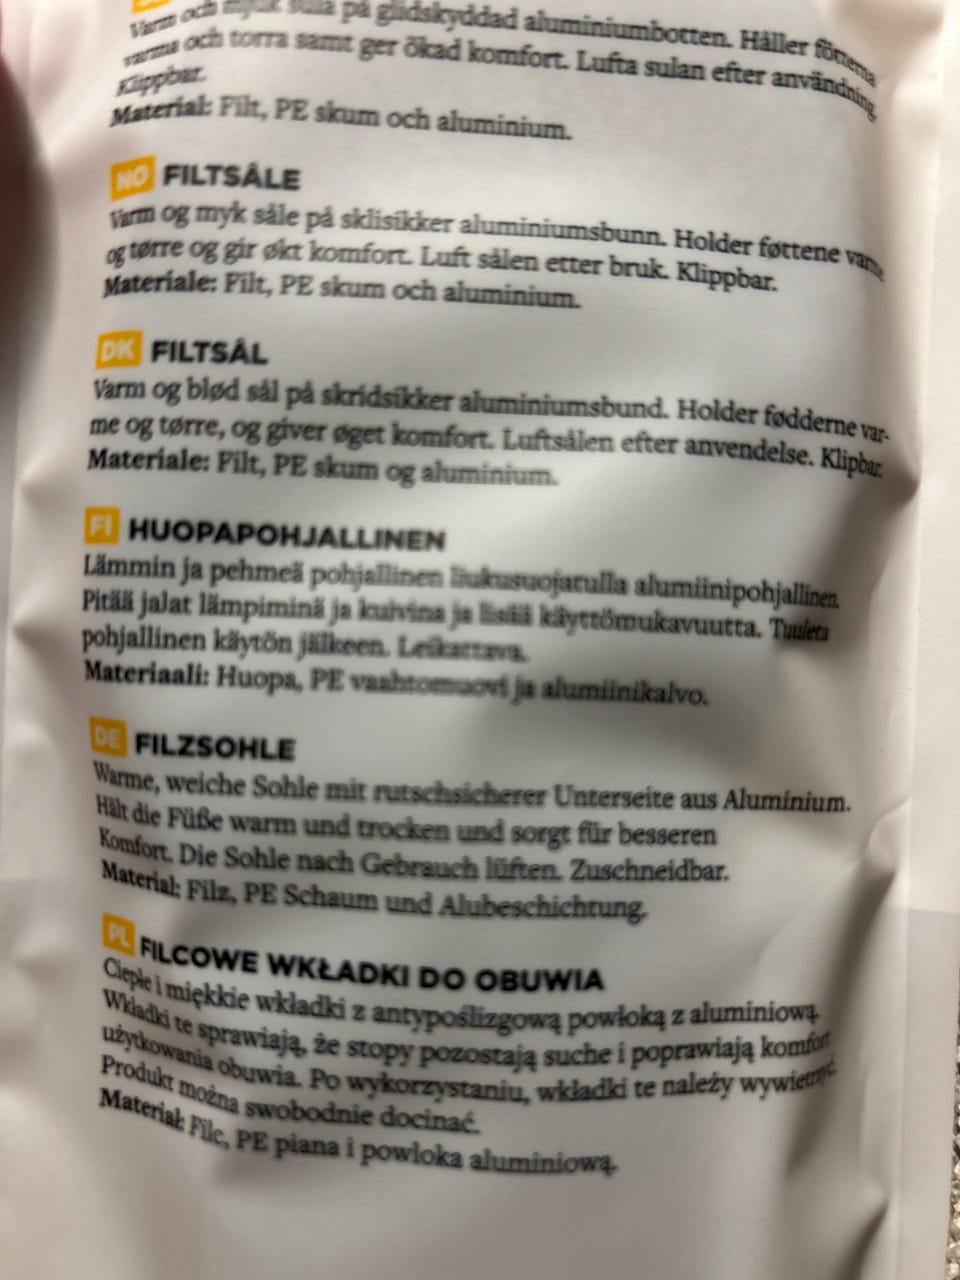 Varm och mjuk sula på glidskyddad aluminiumbotten. Håller fötterna
varma och torra samt ger ökad komfort. Lufta sulan efter användning.
Klippbar.
Material: Filt, PE skum och aluminium.
NO FILTSÅLE
Varm og myk såle på sklisikker aluminiumsbunn. Holder føttene varme
og tørre og gir økt komfort. Luft sålen etter bruk. Klippbar.
Materiale: Filt, PE skum och aluminium.
DK FILTSÅL
Varm og blød sål på skridsikker aluminiumsbund. Holder fødderne var-
me og tørre, og giver øget komfort. Luftsålen efter anvendelse. Klipbar.
Materiale: Filt, PE skum og aluminium.
FI HUOPAPOHJALLINEN
Lämmin ja pehmeä pohjallinen liukusuojatulla alumiinipohjallinen.
Pitää jalat lämpiminä ja kuivina ja lisää käyttömukavuutta. Tuuleta
pohjallinen käytön jälkeen. Leikattava.
Materiaali: Huopa, PE vaahtomuovi ja alumiinikalvo.
DE FILZSOHLE
Warme, weiche Sohle mit rutschsicherer Unterseite aus Aluminium.
Hält die Füße warm und trocken und sorgt für besseren
Komfort. Die Sohle nach Gebrauch lüften. Zuschneidbar.
Material: Filz, PE Schaum und Alubeschichtung.
PL FILCOWE WKŁADKI DO OBUWIA
Ciepłe i miękkie wkładki z antypoślizgową powłoką z aluminiową.
Wkładki te sprawiają, że stopy pozostają suche i poprawiają komfort
użytkowania obuwia. Po wykorzystaniu, wkładki te należy wywietrzyć.
Produkt można swobodnie docinać.
Materiał: Filc, PE piana i powloka aluminiową.